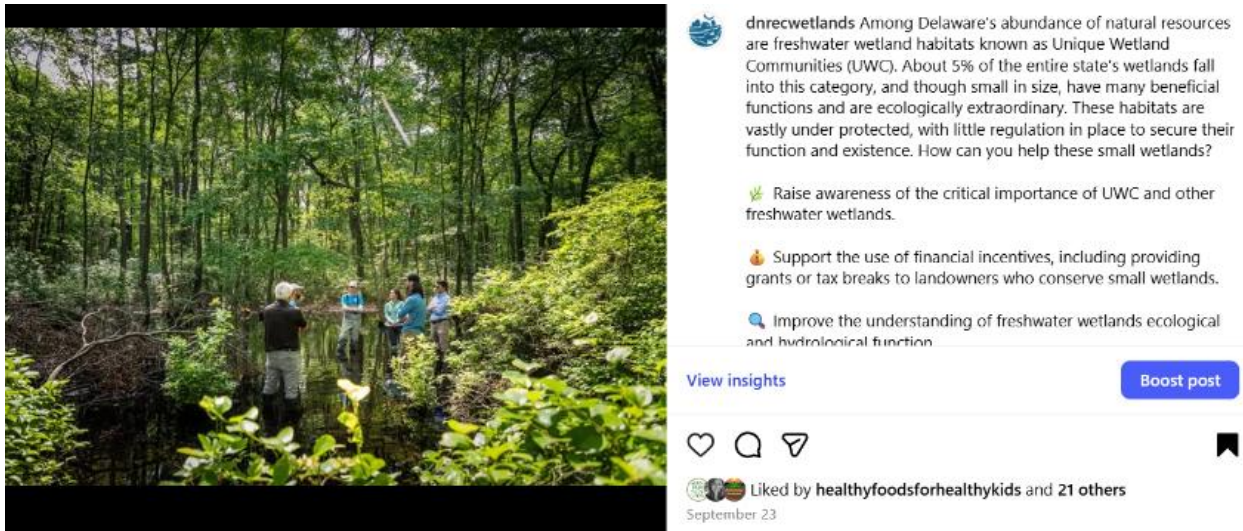 dnrecwetlands Among Delaware's abundance of natural resources
are freshwater wetland habitats known as Unique Wetland
Communities (UWC). About 5% of the entire state's wetlands fall
into this category, and though small in size, have many beneficial
functions and are ecologically extraordinary. These habitats are
vastly under protected, with little regulation in place to secure their
function and existence. How can you help these small wetlands?
🌿 Raise awareness of the critical importance of UWC and other
freshwater wetlands.
💰 Support the use of financial incentives, including providing
grants or tax breaks to landowners who conserve small wetlands.
🔍 Improve the understanding of freshwater wetlands ecological
and hydrological function
View insights
Boost post
Liked by healthyfoodsforhealthykids and 21 others
September 23